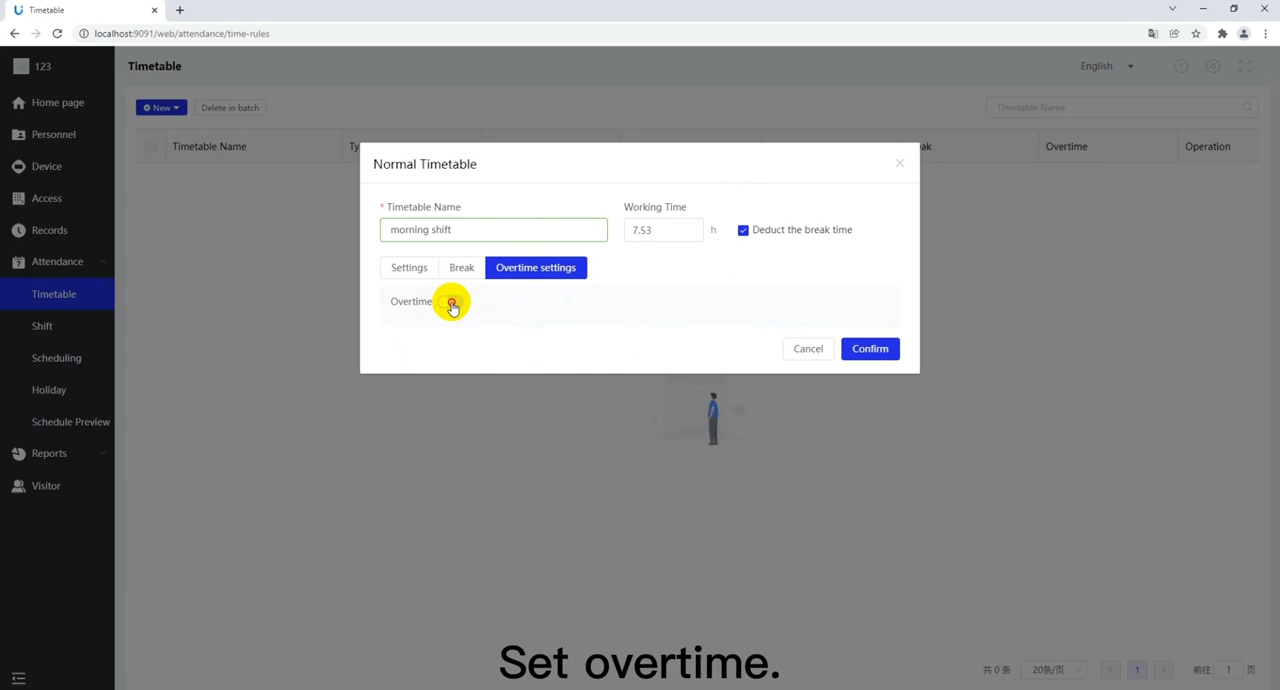 Timetable
localhost:9091/web/attendance/time-rules
123
Timetable
English
Home page
Personnel
Device
Access
Records
Attendance
Timetable
Shift
Scheduling
Holiday
Schedule Preview
Reports
Visitor
New
Delete in batch
Timetable Name
Timetable Name
Overtime
Operation
Normal Timetable
* Timetable Name
Working Time
morning shift
7.53
h
Deduct the break time
Settings
Break
Overtime settings
Overtime
Cancel
Confirm
Set overtime.
共 0 条
20条/页
1
前往
1
页